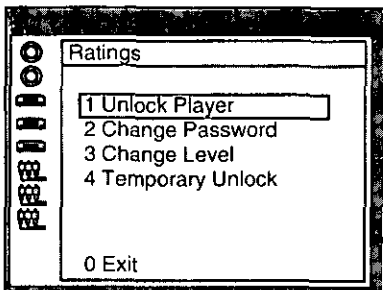 Ratings
1 Unlock Player
2 Change Password
3 Change Level
4 Temporary Unlock
0 Exit